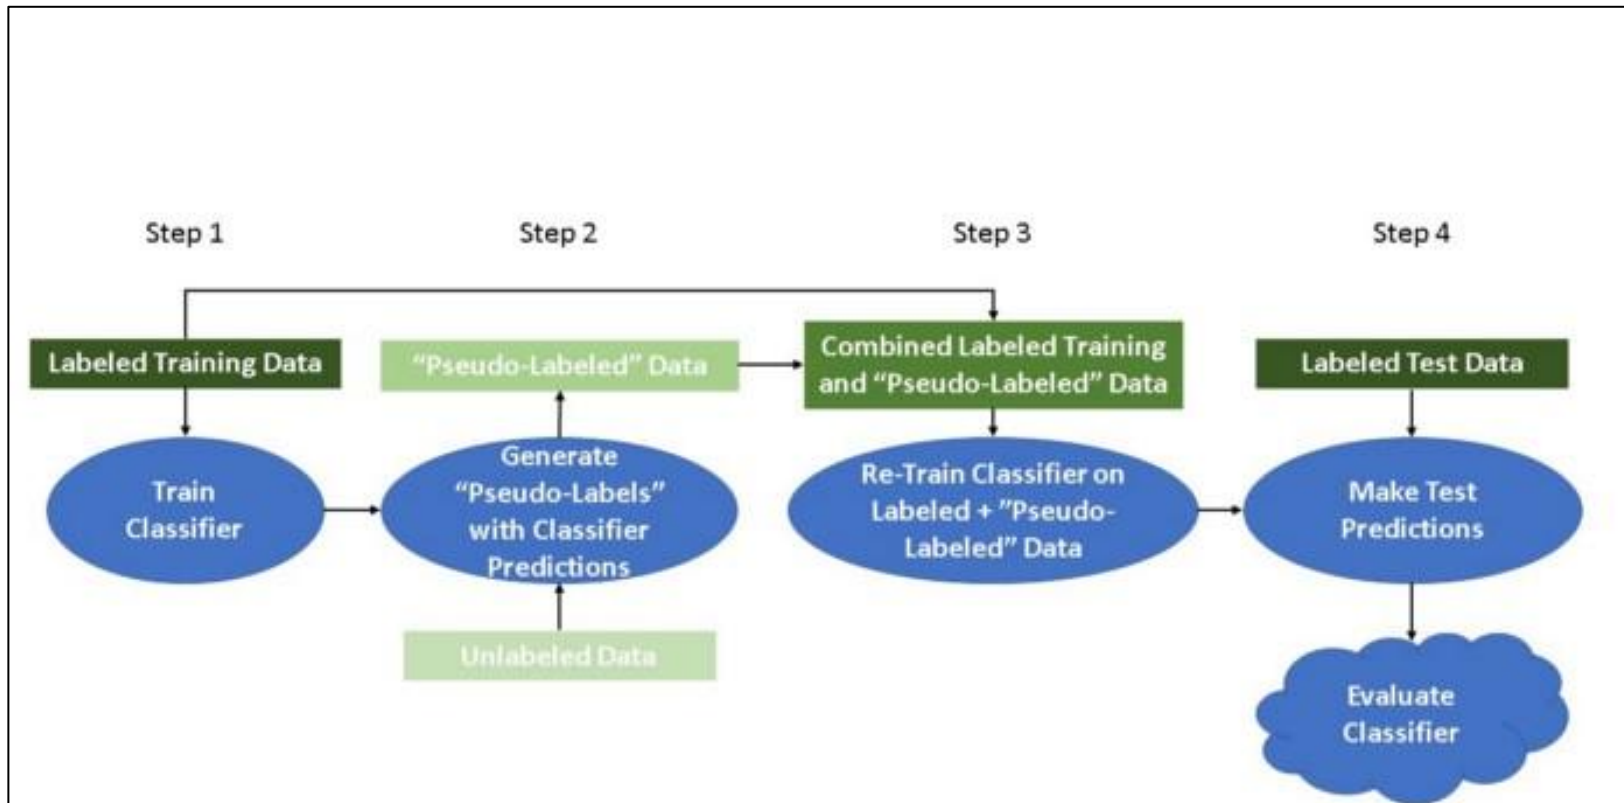 Step 1
Step 2
Step 3
Step 4
Labeled Training Data
“Pseudo-Labeled” Data
Combined Labeled Training
and “Pseudo-Labeled” Data
Labeled Test Data
Train
Classifier
Generate
“Pseudo-Labels”
with Classifier
Predictions
Re-Train Classifier on
Labeled + ”Pseudo-
Labeled” Data
Make Test
Predictions
Unlabeled Data
Evaluate
Classifier